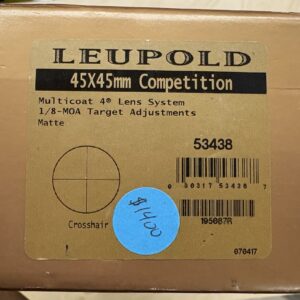 LEUPOLD
45X45mm Competition
Multicoat 4® Lens System
1/8-MOA Target Adjustments
Matte
53438
0 30317 53438 7
195087R
Crosshair
$1400
070417